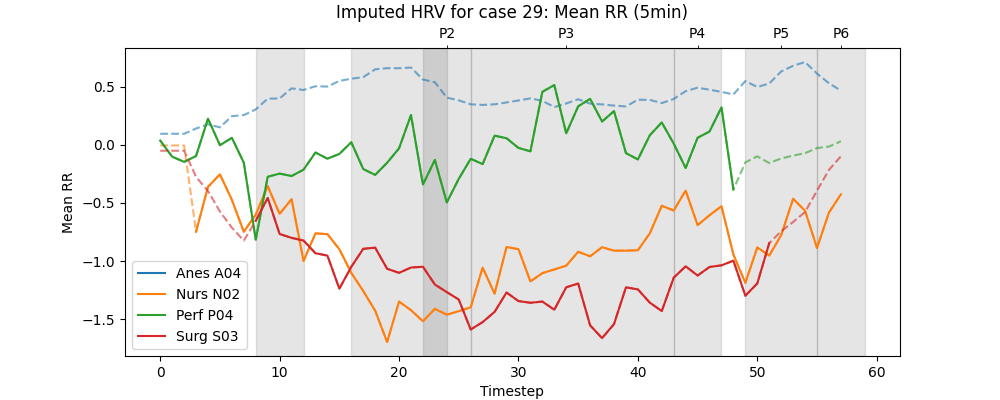 Imputed HRV for case 29: Mean RR (5min)
P2 P3 P4 P5 P6
Mean RR
0.5
0.0
−0.5
−1.0
−1.5
Anes A04
Nurs N02
Perf P04
Surg S03
0 10 20 30 40 50 60
Timestep